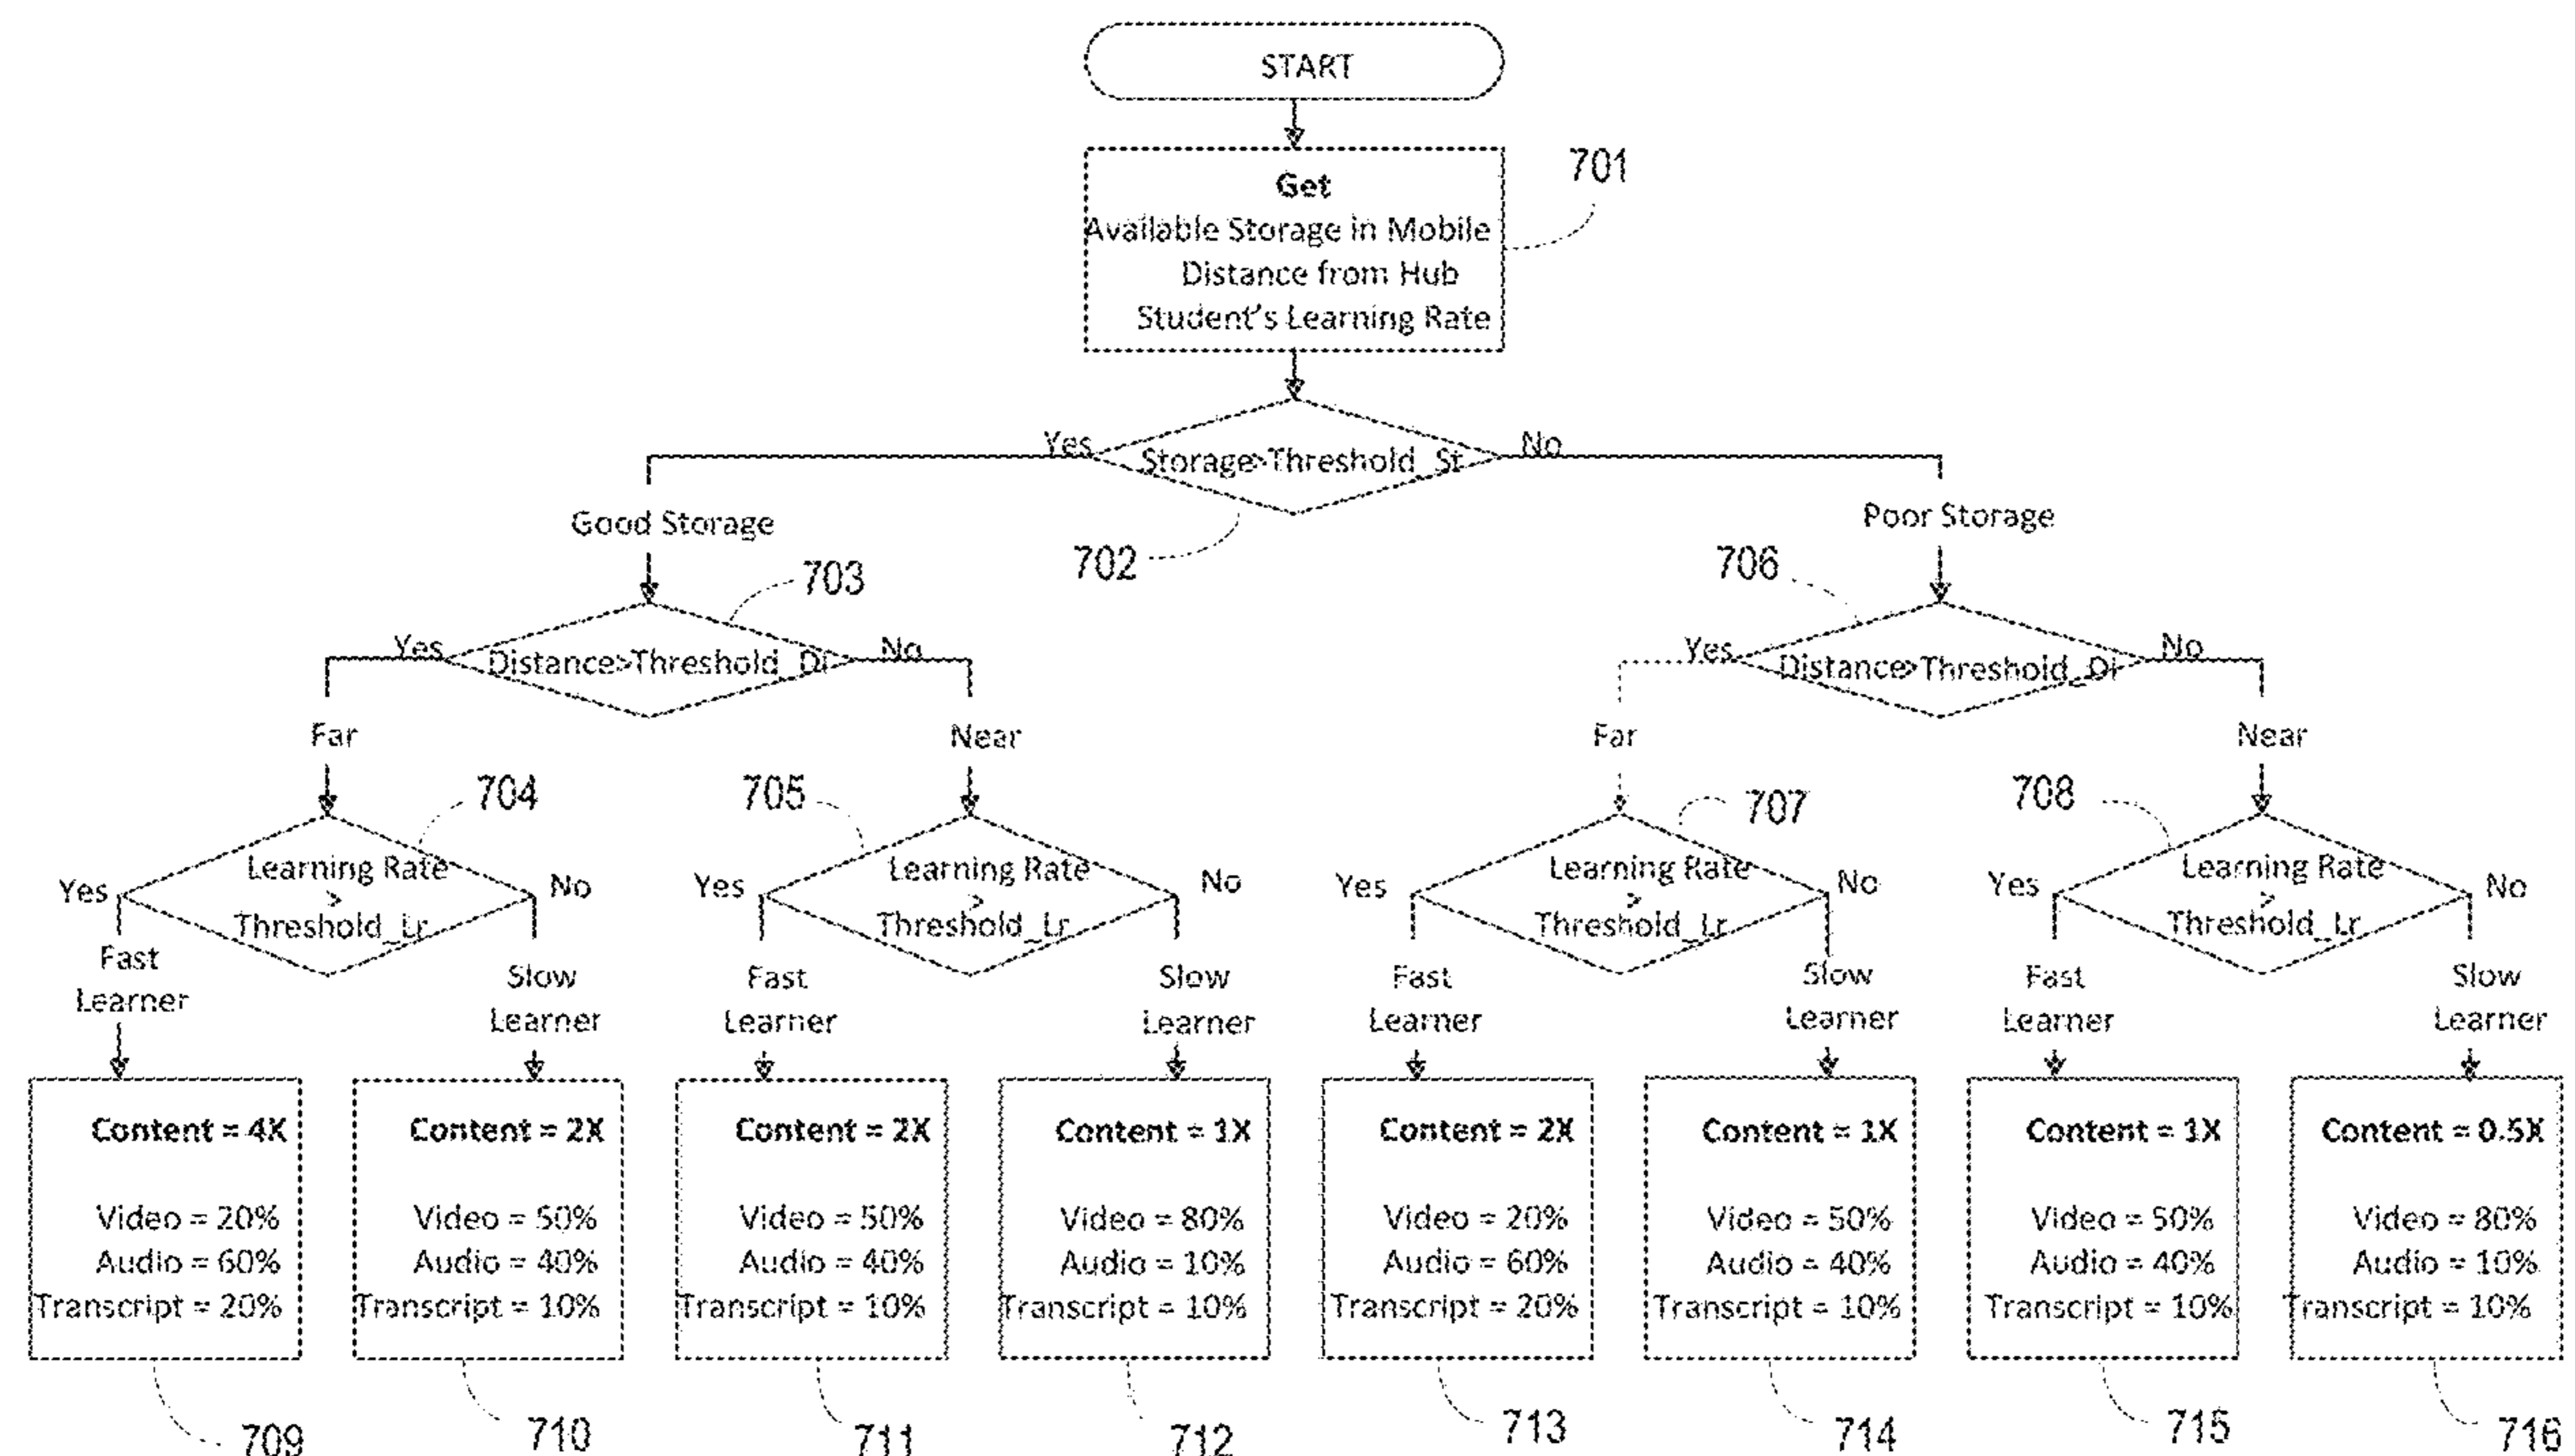 START
701
Get
Available Storage in Mobile
Distance from Hub
Student's Learning Rate
Yes
Storage>Threshold_St
No
Good Storage
Poor Storage
702
703
706
Yes
Distance>Threshold_Di
No
Yes
Distance>Threshold_Di
No
Far
Near
Far
Near
704
705
707
708
Yes
Learning Rate
>
Threshold_Lr
No
Yes
Learning Rate
>
Threshold_Lr
No
Yes
Learning Rate
>
Threshold_Lr
No
Yes
Learning Rate
>
Threshold_Lr
No
Fast
Learner
Slow
Learner
Fast
Learner
Slow
Learner
Fast
Learner
Slow
Learner
Fast
Learner
Slow
Learner
Content = 4X
Video = 20%
Audio = 60%
Transcript = 20%
Content = 2X
Video = 50%
Audio = 40%
Transcript = 10%
Content = 2X
Video = 50%
Audio = 40%
Transcript = 10%
Content = 1X
Video = 80%
Audio = 10%
Transcript = 10%
Content = 2X
Video = 20%
Audio = 60%
Transcript = 20%
Content = 1X
Video = 50%
Audio = 40%
Transcript = 10%
Content = 1X
Video = 50%
Audio = 40%
Transcript = 10%
Content = 0.5X
Video = 80%
Audio = 10%
Transcript = 10%
709
710
711
712
713
714
715
716